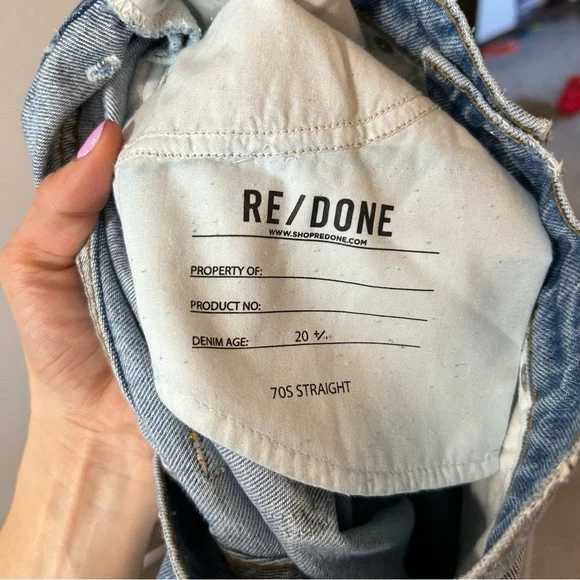 RE/DONE
WWW.SHOPREDONE.COM
PROPERTY OF:
PRODUCT NO:
DENIM AGE: 20 +/-
70S STRAIGHT